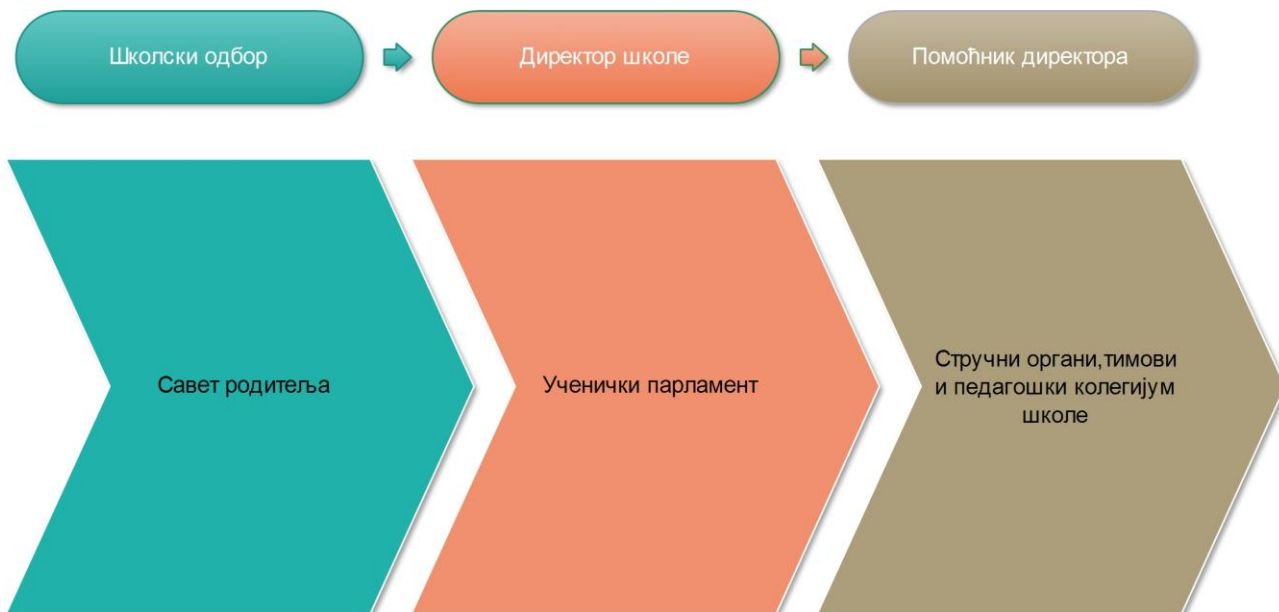 Школски одбор
Директор школе
Помоћник директора
Савет родитеља
Ученички парламент
Стручни органи,тимови
и педагошки колегијум
школе